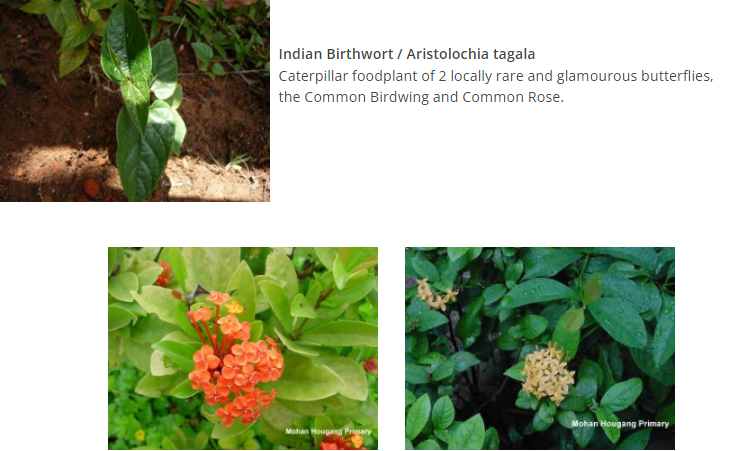 Indian Birthwort / Aristolochia tagala
Caterpillar foodplant of 2 locally rare and glamourous butterflies,
the Common Birdwing and Common Rose.
Mohan Hougang Primary
Mohan Hougang Primary